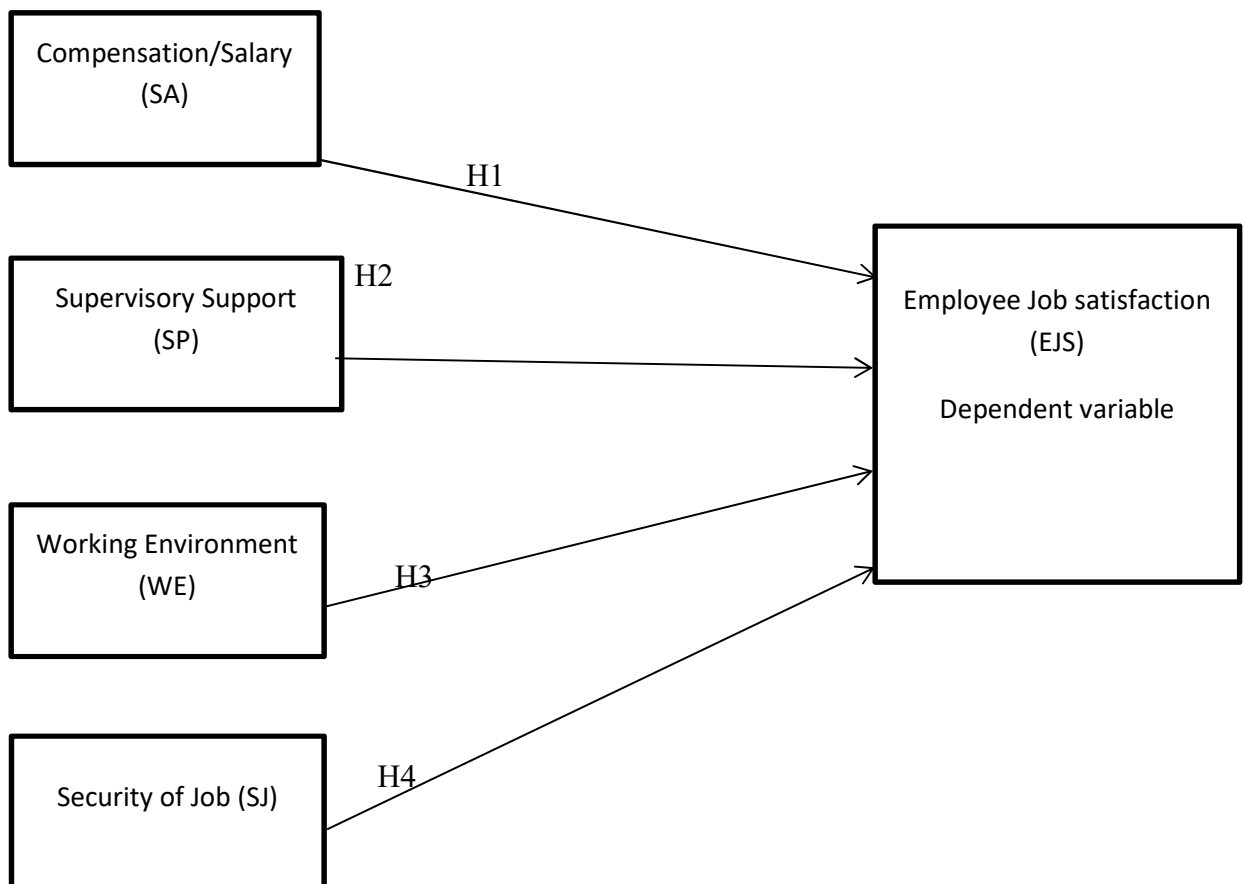 Compensation/Salary
(SA)
H1
Supervisory Support
(SP)
H2
Employee Job satisfaction
(EJS)
Dependent variable
Working Environment
(WE)
H3
Security of Job (SJ)
H4